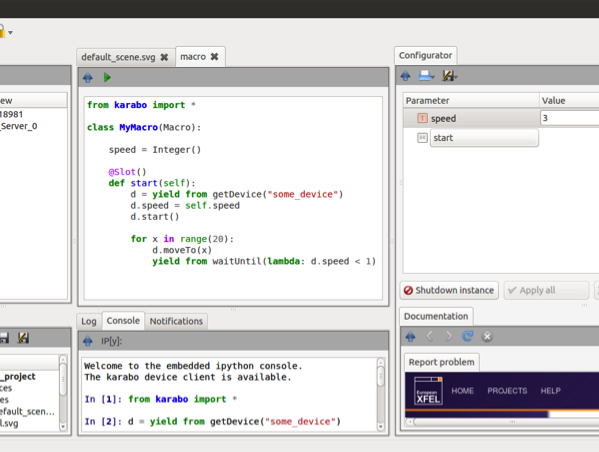 default_scene.svg
macro
Configurator
ew
18981
_Server_0
from karabo import *
class MyMacro(Macro):
speed = Integer()
@Slot()
def start(self):
d = yield from getDevice("some_device")
d.speed = self.speed
d.start()
for x in range(20):
d.moveTo(x)
yield from waitUntil(lambda: d.speed < 1)
Parameter Value
speed 3
start
Shutdown instance Apply all
Documentation
Report problem
European
XFEL
HOME PROJECTS HELP
Log Console Notifications
IP[y]:
Welcome to the embedded ipython console.
The karabo device client is available.
In [1]: from karabo import *
In [2]: d = yield from getDevice("some_device")
_project
ces
es
efault_scen...
l.svg